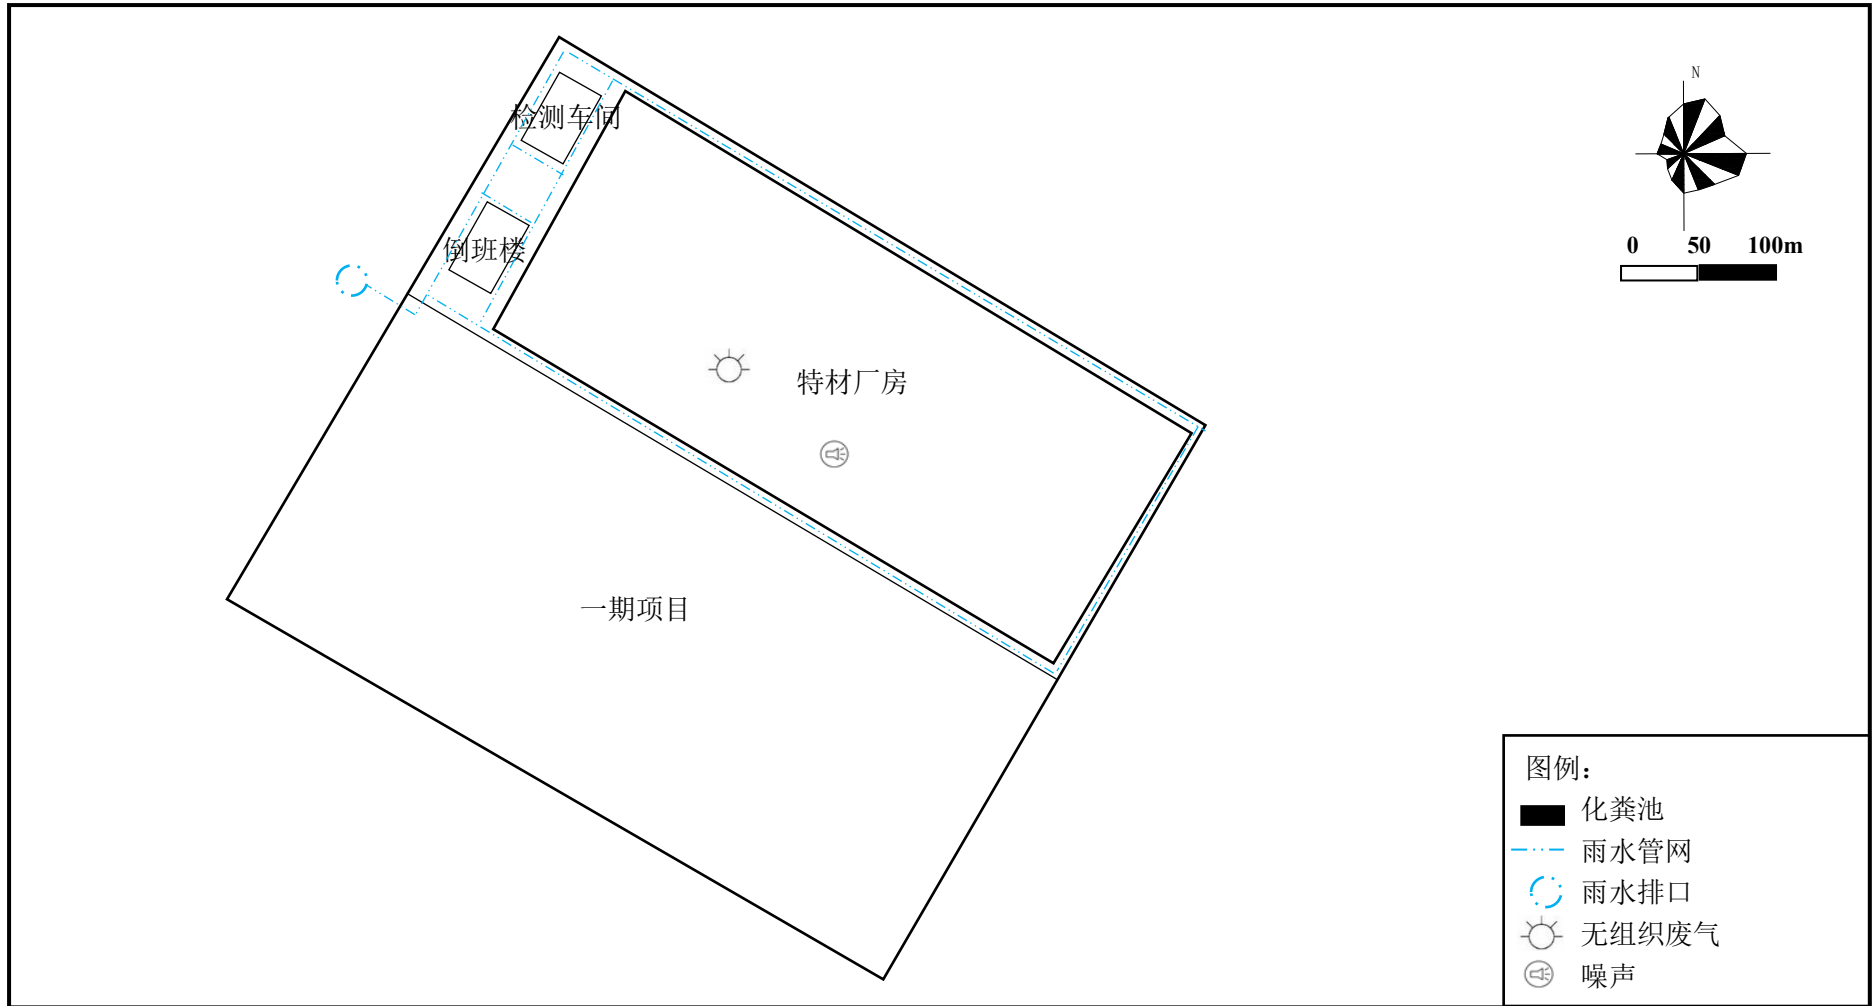 N
0 50 100m
检测车间
倒班楼
特材厂房
一期项目
图例：
化粪池
雨水管网
雨水排口
无组织废气
噪声